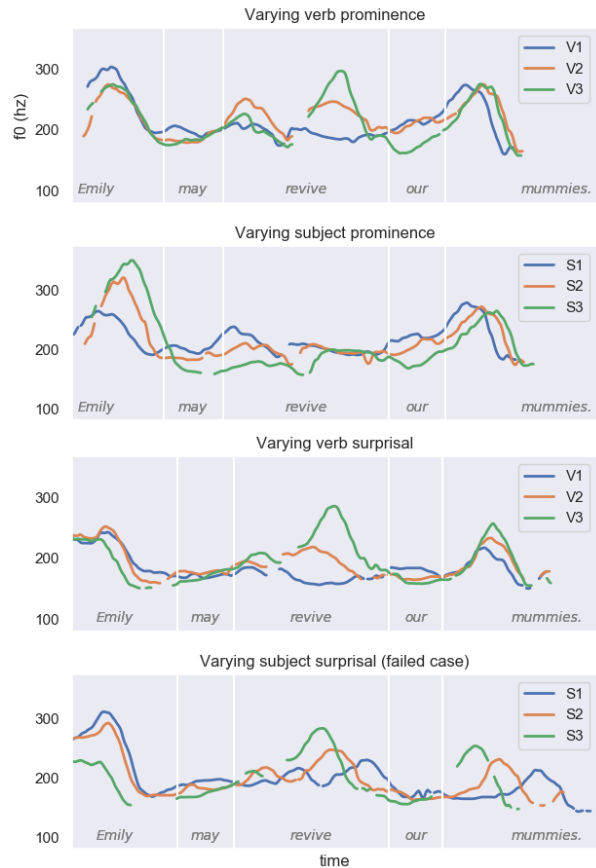 Varying verb prominence
f0 (hz)
300
200
100
V1
V2
V3
Emily may revive our mummies.
Varying subject prominence
300
200
100
S1
S2
S3
Emily may revive our mummies.
Varying verb surprisal
300
200
100
V1
V2
V3
Emily may revive our mummies.
Varying subject surprisal (failed case)
300
200
100
S1
S2
S3
Emily may revive our mummies.
time